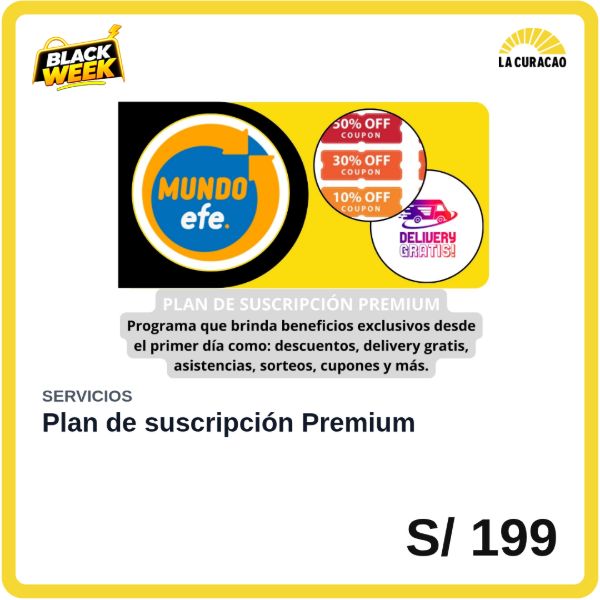 BLACK
WEEK
LA CURACAO
MUNDO
efe.
50% OFF
COUPON
30% OFF
COUPON
10% OFF
COUPON
DELIVERY
GRATIS!
PLAN DE SUSCRIPCIÓN PREMIUM
Programa que brinda beneficios exclusivos desde
el primer día como: descuentos, delivery gratis,
asistencias, sorteos, cupones y más.
SERVICIOS
Plan de suscripción Premium
S/ 199